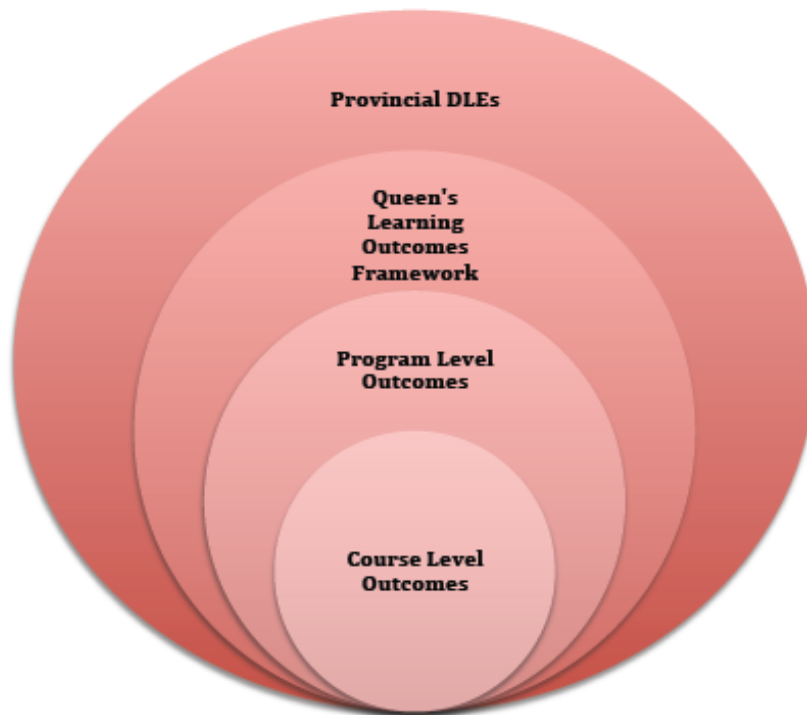 Provincial DLEs
Queen's
Learning
Outcomes
Framework
Program Level
Outcomes
Course Level
Outcomes